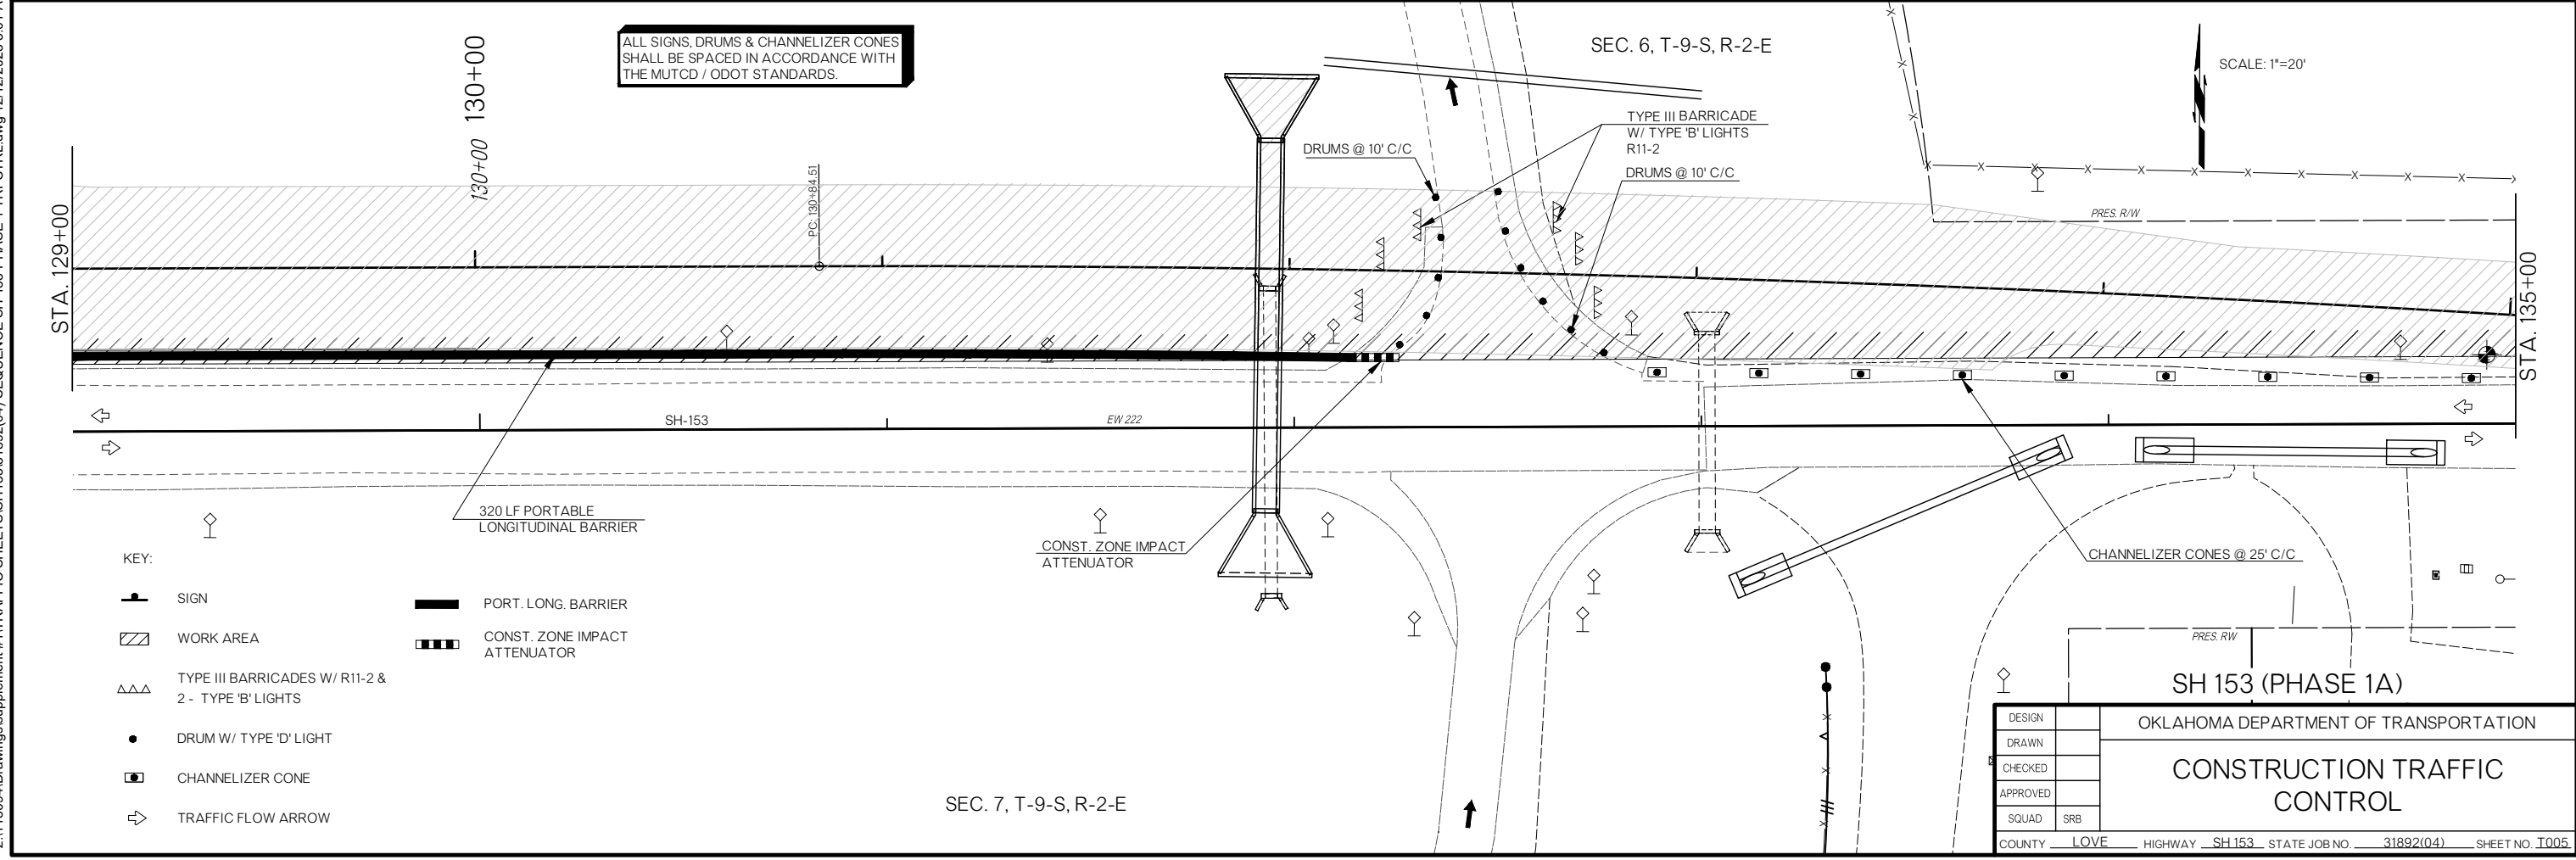 ALL SIGNS, DRUMS & CHANNELIZER CONES
SHALL BE SPACED IN ACCORDANCE WITH
THE MUTCD / ODOT STANDARDS.
130+00
130+00
PC: 130+84.51
STA. 129+00
SEC. 6, T-9-S, R-2-E
SCALE: 1"=20'
TYPE III BARRICADE
W/ TYPE 'B' LIGHTS
R11-2
DRUMS @ 10' C/C
DRUMS @ 10' C/C
PRES. R/W
STA. 135+00
SH-153
EW 222
320 LF PORTABLE
LONGITUDINAL BARRIER
CONST. ZONE IMPACT
ATTENUATOR
CHANNELIZER CONES @ 25' C/C
PRES. RW
KEY:
SIGN
WORK AREA
TYPE III BARRICADES W/ R11-2 &
2 - TYPE 'B' LIGHTS
DRUM W/ TYPE 'D' LIGHT
CHANNELIZER CONE
TRAFFIC FLOW ARROW
PORT. LONG. BARRIER
CONST. ZONE IMPACT
ATTENUATOR
SEC. 7, T-9-S, R-2-E
SH 153 (PHASE 1A)
DESIGN
DRAWN
CHECKED
APPROVED
SQUAD SRB
OKLAHOMA DEPARTMENT OF TRANSPORTATION
CONSTRUCTION TRAFFIC
CONTROL
COUNTY LOVE HIGHWAY SH 153 STATE JOB NO. 31892(04) SHEET NO. T005